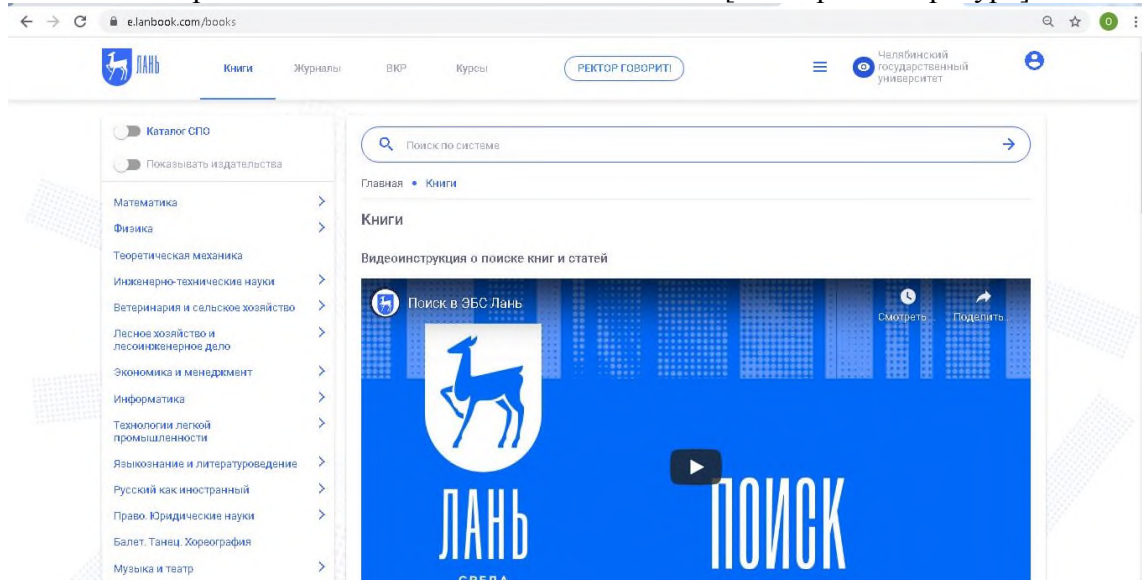 e.lanbook.com/books
О
ЛАНЬ
Книги
Журналы
ВКР
Курсы
РЕКТОР ГОВОРИТ!
Челябинский
государственный
университет
Каталог СПО
Показывать издательства
Математика
Физика
Теоретическая механика
Инженерно-технические науки
Ветеринария и сельское хозяйство
Лесное хозяйство и
лесоинженерное дело
Экономика и менеджмент
Информатика
Технологии легкой
промышленности
Языкознание и литературоведение
Русский как иностранный
Право. Юридические науки
Балет. Танец. Хореография
Музыка и театр
Поиск по системе
Главная • Книги
Книги
Видеоинструкция о поиске книг и статей
Поиск в ЭБС Лань
Смотреть...
Поделить...
ЛАНЬ
ПОИСК